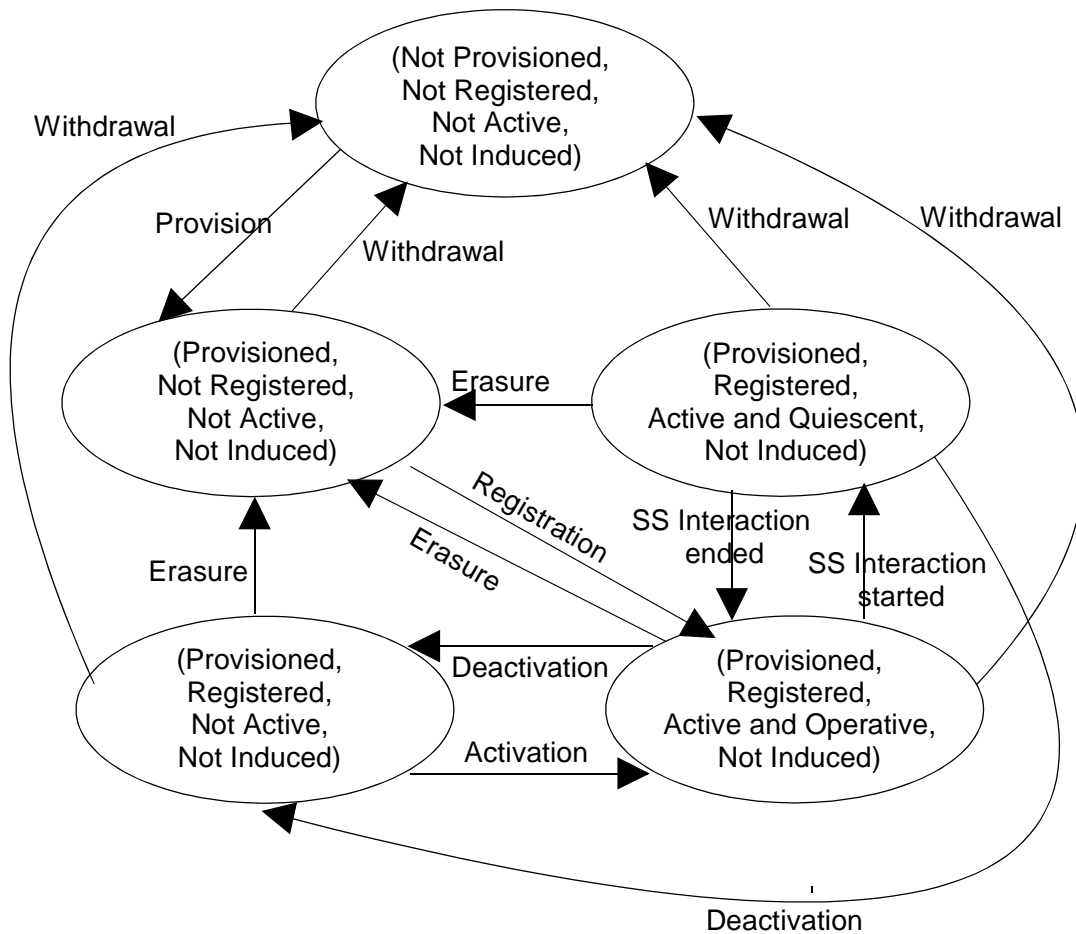 (Not Provisioned,
Not Registered,
Not Active,
Not Induced)
Withdrawal
Provision
Withdrawal
Withdrawal
Withdrawal
(Provisioned,
Not Registered,
Not Active,
Not Induced)
Erasure
(Provisioned,
Registered,
Active and Quiescent,
Not Induced)
Registration
Erasure
SS Interaction
ended
SS Interaction
started
Erasure
(Provisioned,
Registered,
Not Active,
Not Induced)
Deactivation
Activation
(Provisioned,
Registered,
Active and Operative,
Not Induced)
Deactivation